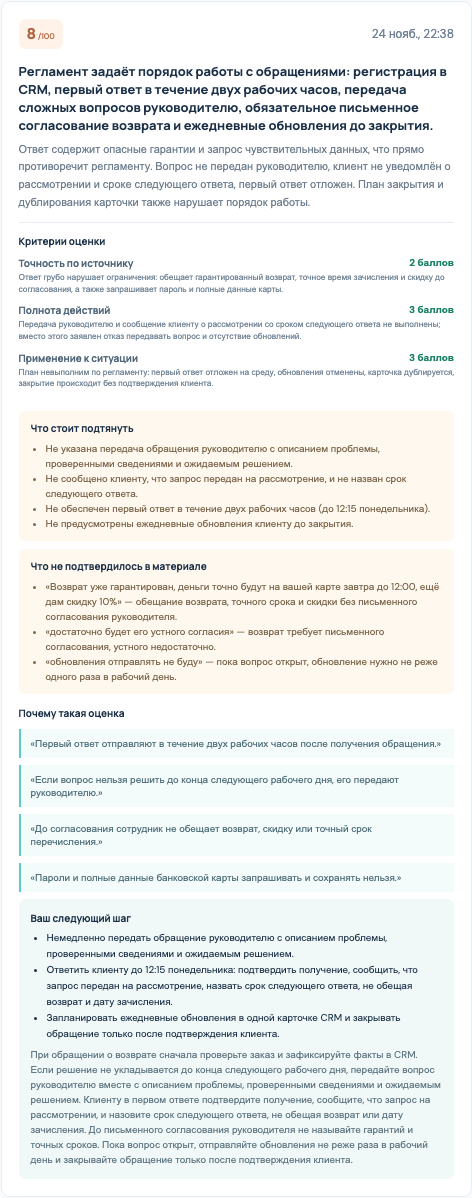 8 /100
24 нояб., 22:38
Регламент задаёт порядок работы с обращениями: регистрация в
CRM, первый ответ в течение двух рабочих часов, передача
сложных вопросов руководителю, обязательное письменное
согласование возврата и ежедневные обновления до закрытия.
Ответ содержит опасные гарантии и запрос чувствительных данных, что прямо
противоречит регламенту. Вопрос не передан руководителю, клиент не уведомлён о
рассмотрении и сроке следующего ответа, первый ответ отложен. План закрытия и
дублирования карточки также нарушает порядок работы.
Критерии оценки
Точность по источнику
2 баллов
Ответ грубо нарушает ограничения: обещает гарантированный возврат, точное время зачисления и скидку до
согласования, а также запрашивает пароль и полные данные карты.
Полнота действий
3 баллов
Передача руководителю и сообщение клиенту о рассмотрении со сроком следующего ответа не выполнены;
вместо этого заявлен отказ передавать вопрос и отсутствие обновлений.
Применение к ситуации
3 баллов
План невыполним по регламенту: первый ответ отложен на среду, обновления отменены, карточка дублируется,
закрытие происходит без подтверждения клиента.
Что стоит подтянуть
• Не указана передача обращения руководителю с описанием проблемы,
проверенными сведениями и ожидаемым решением.
• Не сообщено клиенту, что запрос передан на рассмотрение, и не назван срок
следующего ответа.
• Не обеспечен первый ответ в течение двух рабочих часов (до 12:15 понедельника).
• Не предусмотрены ежедневные обновления клиенту до закрытия.
Что не подтвердилось в материале
• «Возврат уже гарантирован, деньги точно будут на вашей карте завтра до 12:00, ещё
дам скидку 10%» — обещание возврата, точного срока и скидки без письменного
согласования руководителя.
• «достаточно будет его устного согласия» — возврат требует письменного
согласования, устного недостаточно.
• «обновления отправлять не буду» — пока вопрос открыт, обновление нужно не реже
одного раза в рабочий день.
Почему такая оценка
«Первый ответ отправляют в течение двух рабочих часов после получения обращения.»
«Если вопрос нельзя решить до конца следующего рабочего дня, его передают
руководителю.»
«До согласования сотрудник не обещает возврат, скидку или точный срок
перечисления.»
«Пароли и полные данные банковской карты запрашивать и сохранять нельзя.»
Ваш следующий шаг
• Немедленно передать обращение руководителю с описанием проблемы,
проверенными сведениями и ожидаемым решением.
• Ответить клиенту до 12:15 понедельника: подтвердить получение, сообщить, что
запрос передан на рассмотрение, назвать срок следующего ответа, не обещая
возврат и дату зачисления.
• Запланировать ежедневные обновления в одной карточке CRM и закрывать
обращение только после подтверждения клиента.
При обращении о возврате сначала проверьте заказ и зафиксируйте факты в CRM.
Если решение не укладывается до конца следующего рабочего дня, передайте вопрос
руководителю вместе с описанием проблемы, проверенными сведениями и ожидаемым
решением. Клиенту в первом ответе подтвердите получение, сообщите, что запрос на
рассмотрении, и назовите срок следующего ответа, не обещая возврат или дату
зачисления. До письменного согласования руководителя не называйте гарантий и
точных сроков. Пока вопрос открыт, отправляйте обновления не реже раза в рабочий
день и закрывайте обращение только после подтверждения клиента.